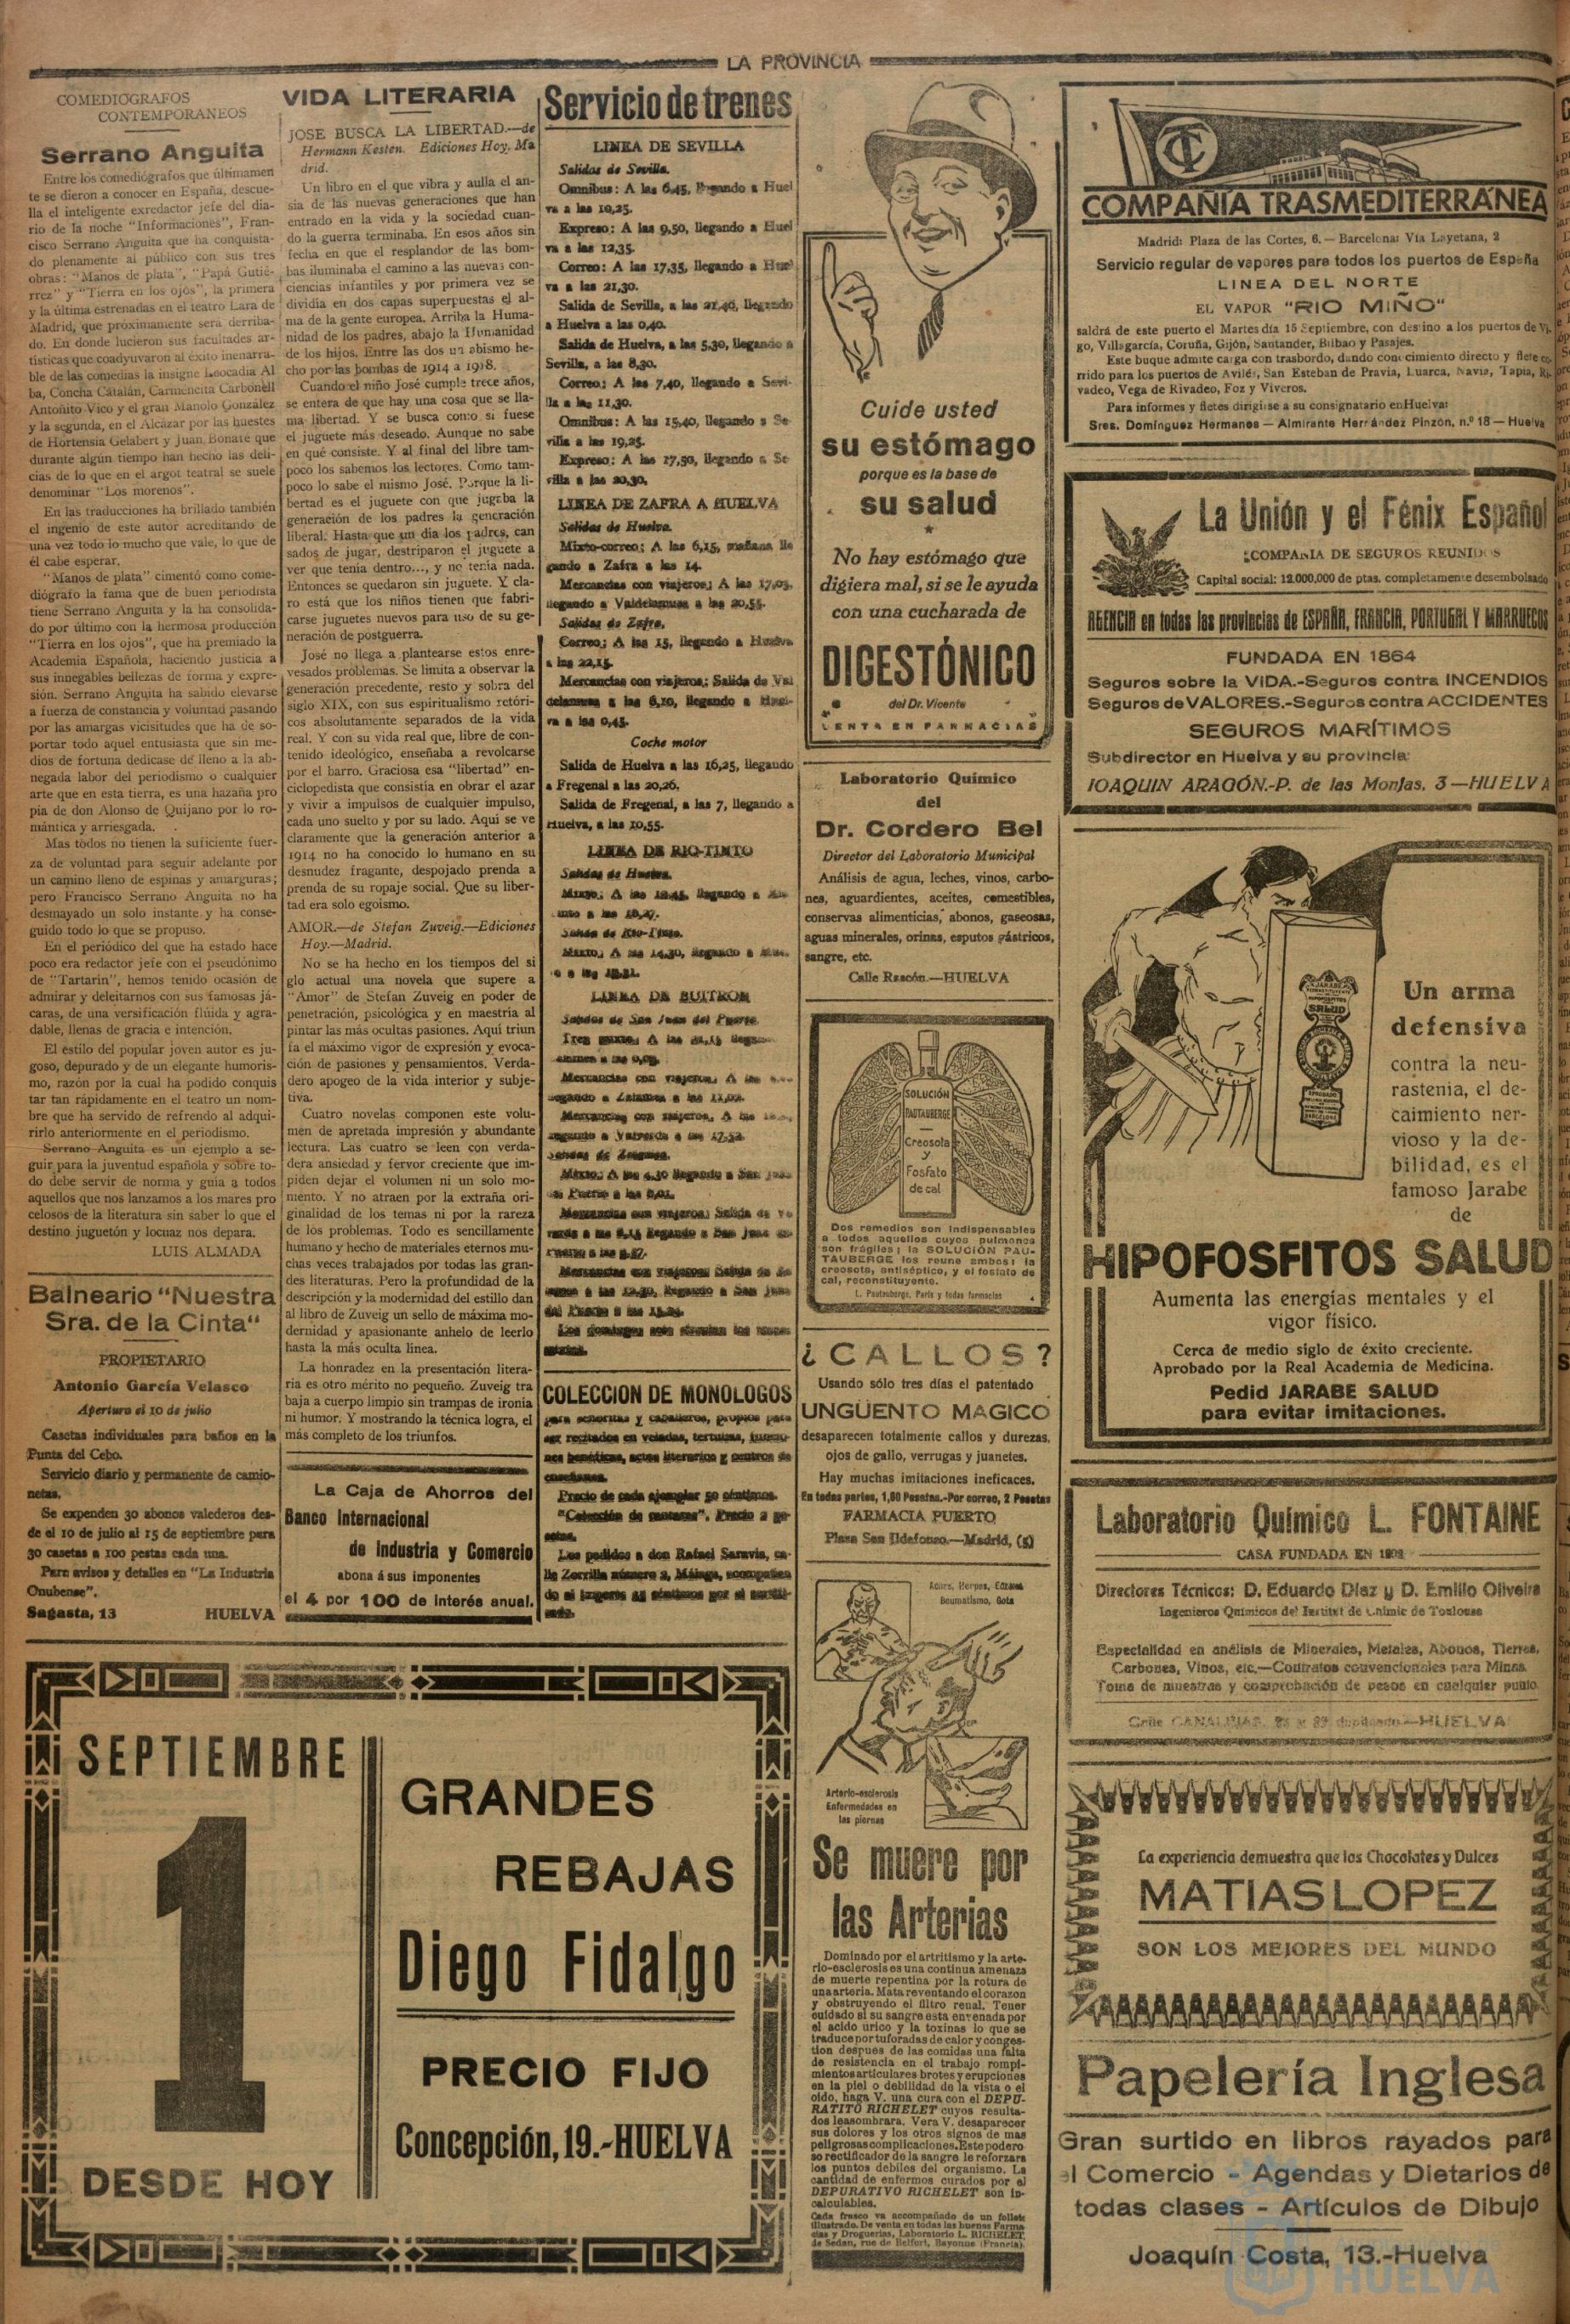 LA PROVINCIA
COMEDIÓGRAFOS
CONTEMPORANEOS
Serrano Anguita
Entre los comediógrafos que últimamen
te se dieron a conocer en España, descue-
lla el inteligente exredactor jefe del dia-
rio de la noche "Informaciones", Fran-
cisco Serrano Anguita que ha conquista-
do plenamente al público con sus tres
obras: "Manos de plata", "Papá Gutié-
rrez" y "Tierra en los ojos", la primera
y la última estrenadas en el teatro Lara de
Madrid, que próximamente será derriba-
do. En donde lucieron sus facultades ar-
tísticas que coadyuvaron al éxito inenarra-
ble de las comedias la insigne Leocadia Al
ba, Concha Catalán, Carmencita Carbonell
Antoñito Vico y el gran Manolo González
y la segunda, en el Alcázar por las huestes
de Hortensia Gelabert y Juan Bonafé que
durante algún tiempo han hecho las deli-
cias de lo que en el argot teatral se suele
denominar "Los morenos".
En las traducciones ha brillado también
el ingenio de este autor acreditando de
una vez todo lo mucho que vale, lo que de
él cabe esperar.
"Manos de plata" cimentó como come-
diógrafo la fama que de buen periodista
tiene Serrano Anguita y la ha consolida-
do por último con la hermosa producción
"Tierra en los ojos", que ha premiado la
Academia Española, haciendo justicia a
sus innegables bellezas de forma y expre-
sión. Serrano Anguita ha sabido elevarse
a fuerza de constancia y voluntad pasando
por las amargas vicisitudes que ha de so-
portar todo aquel entusiasta que sin me-
dios de fortuna dedicase de lleno a la ab-
negada labor del periodismo o cualquier
arte que en esta tierra, es una hazaña pro
pia de don Alonso de Quijano por lo ro-
mántica y arriesgada.
Mas todos no tienen la suficiente fuer-
za de voluntad para seguir adelante por
un camino lleno de espinas y amarguras;
pero Francisco Serrano Anguita no ha
desmayado un solo instante y ha conse-
guido todo lo que se propuso.
En el periódico del que ha estado hace
poco era redactor jefe con el pseudónimo
de "Tartarin", hemos tenido ocasión de
admirar y deleitarnos con sus famosas já-
caras, de una versificación flúida y agra-
dable, llenas de gracia e intención.
El estilo del popular joven autor es ju-
goso, depurado y de un elegante humoris-
mo, razón por la cual ha podido conquis
tar tan rápidamente en el teatro un nom-
bre que ha servido de refrendo al adqui-
rirlo anteriormente en el periodismo.
Serrano Anguita es un ejemplo a se-
guir para la juventud española y sobre to-
do debe servir de norma y guia a todos
aquellos que nos lanzamos a los mares pro
celosos de la literatura sin saber lo que el
destino juguetón y locuaz nos depara.
LUIS ALMADA
Balneario "Nuestra
Sra. de la Cinta"
PROPIETARIO
Antonio García Velasco
Apertura el 10 de julio
Casetas individuales para baños en la
Punta del Cebo.
Servicio diario y permanente de camio-
netas.
Se expenden 30 abonos valederos des-
de el 10 de julio al 15 de septiembre para
30 casetas a 100 pestas cada una.
Para avisos y detalles en "La Industria
Onubense".
Sagasta, 13 HUELVA
VIDA LITERARIA
JOSE BUSCA LA LIBERTAD.—de
Hermann Kesten. Ediciones Hoy. Ma
drid.
Un libro en el que vibra y aulla el an-
sia de las nuevas generaciones que han
entrado en la vida y la sociedad cuan-
do la guerra terminaba. En esos años sin
fecha en que el resplandor de las bom-
bas iluminaba el camino a las nuevas con-
ciencias infantiles y por primera vez se
dividía en dos capas superpuestas el al-
ma de la gente europea. Arriba la Huma-
nidad de los padres, abajo la Humanidad
de los hijos. Entre las dos un abismo he-
cho por las bombas de 1914 a 1918.
Cuando el niño José cumple trece años,
se entera de que hay una cosa que se lla-
ma libertad. Y se busca como si fuese
el juguete más deseado. Aunque no sabe
en qué consiste. Y al final del libre tam-
poco los sabemos los lectores. Como tam-
poco lo sabe el mismo José. Porque la li-
bertad es el juguete con que jugaba la
generación de los padres la generación
liberal. Hasta que un día los padres, can
sados de jugar, destriparon el juguete a
ver que tenia dentro..., y no tenia nada.
Entonces se quedaron sin juguete. Y cla-
ro está que los niños tienen que fabri-
carse juguetes nuevos para uso de su ge-
neración de postguerra.
José no llega a plantearse estos enre-
vesados problemas. Se limita a observar la
generación precedente, resto y sobra del
siglo XIX, con sus espiritualismo retóri-
cos absolutamente separados de la vida
real. Y con su vida real que, libre de con-
tenido ideológico, enseñaba a revolcarse
por el barro. Graciosa esa "libertad" en-
ciclopedista que consistia en obrar el azar
y vivir a impulsos de cualquier impulso,
cada uno suelto y por su lado. Aquí se ve
claramente que la generación anterior a
1914 no ha conocido lo humano en su
desnudez fragante, despojado prenda a
prenda de su ropaje social. Que su liber-
tad era solo egoismo.
AMOR.—de Stefan Zuveig.—Ediciones
Hoy.—Madrid.
No se ha hecho en los tiempos del si
glo actual una novela que supere a
"Amor" de Stefan Zuveig en poder de
penetración, psicológica y en maestría al
pintar las más ocultas pasiones. Aquí triun
fa el máximo vigor de expresión y evoca-
ción de pasiones y pensamientos. Verda-
dero apogeo de la vida interior y subje-
tiva.
Cuatro novelas componen este volu-
men de apretada impresión y abundante
lectura. Las cuatro se leen con verda-
dera ansiedad y fervor creciente que im-
piden dejar el volumen ni un solo mo-
mento. Y no atraen por la extraña ori-
ginalidad de los temas ni por la rareza
de los problemas. Todo es sencillamente
humano y hecho de materiales eternos mu-
chas veces trabajados por todas las gran-
des literaturas. Pero la profundidad de la
descripción y la modernidad del estillo dan
al libro de Zuveig un sello de máxima mo-
dernidad y apasionante anhelo de leerlo
hasta la más oculta linea.
La honradez en la presentación litera-
ria es otro mérito no pequeño. Zuveig tra
baja a cuerpo limpio sin trampas de ironia
ni humor. Y mostrando la técnica logra, el
más completo de los triunfos.
La Caja de Ahorros del
Banco Internacional
de Industria y Comercio
abona á sus imponentes
el 4 por 100 de interés anual.
Servicio de trenes
LINEA DE SEVILLA
Salidas de Sevilla.
Omnibus: A las 6,45, llegando a Huel
va a las 10,25.
Expreso: A las 9,50, llegando a Huel
va a las 12,35.
Correo: A las 17,35, llegando a Huel
va a las 21,30.
Salida de Sevilla, a las 21,40, llegando
a Huelva a las 0,40.
Salida de Huelva, a las 5,30, llegando a
Sevilla, a las 8,30.
Correo; A las 7,40, llegando a Sevi-
lla a las 11,30.
Omnibus: A las 15,40, llegando a Se
villa a las 19,25.
Expreso: A las 17,50, llegando a Se
villa a las 20,30.
LINEA DE ZAFRA A HUELVA
Salidas de Huelva.
Mixto-correo; A las 6,15, mañana lle
gando a Zafra a las 14.
Mercancias con viajeros; A las 17,05,
llegando a Valdelamusa a las 20,55.
Salidas de Zafra.
Correo; A las 15, llegando a Huelva
a las 22,15.
Mercancias con viajeros,: Salida de Val
delamusa a las 6,10, llegando a Huel-
va a las 9,45.
Coche motor
Salida de Huelva a las 16,25, llegando
a Fregenal a las 20,26.
Salida de Fregenal, a las 7, llegando a
Huelva, a las 10,55.
LINEA DE RIO-TINTO
Salidas de Huelva.
LINEA DE BUITRON
Salidas de San Juan del Puerto
COLECCION DE MONOLOGOS
para señoritas y caballeros, propios para
ser recitados en veladas, tertulias, funcio-
nes benéficas, actos literarios y centros de
enseñanza.
Precio de cada ejemplar 50 céntimos.
Los pedidos a don Rafael Saravia, ca-
lle Zorrilla número 2, Málaga,
SEPTIEMBRE
1
DESDE HOY
GRANDES
REBAJAS
Diego Fidalgo
PRECIO FIJO
Concepción, 19.-HUELVA
Cuide usted
su estómago
porque es la base de
su salud
No hay estómago que
digiera mal, si se le ayuda
con una cucharada de
DIGESTÓNICO
del Dr. Vicente
VENTA EN FARMACIAS
Laboratorio Químico
del
Dr. Cordero Bel
Director del Laboratorio Municipal
Análisis de agua, leches, vinos, carbo-
nes, aguardientes, aceites, comestibles,
conservas alimenticias, abonos, gaseosas,
aguas minerales, orinas, esputos gástricos,
sangre, etc.
Calle Rascón.—HUELVA
SOLUCIÓN
PAUTAUBERGE
Creosota
y
Fosfato
de cal
Dos remedios son indispensables
a todos aquellos cuyos pulmones
son frágiles; la SOLUCIÓN PAU-
TAUBERGE los reune ambos: la
creosota, antiséptico, y el fosfato de
cal, reconstituyente.
L. Pautauberge, París y todas farmacias
¿CALLOS?
Usando sólo tres días el patentado
UNGÜENTO MAGICO
desaparecen totalmente callos y durezas,
ojos de gallo, verrugas y juanetes.
Hay muchas imitaciones ineficaces.
En todas partes, 1,60 Pesetas.-Por correo, 2 Pesetas
FARMACIA PUERTO
Plaza San Ildefonso.—Madrid, (5)
Acnes, Herpes, Eczema
Reumatismo, Gota
Arterio-esclerosis
Enfermedades en
las piernas
Se muere por
las Arterias
Dominado por el artritismo y la arte-
rio-esclerosis es una continua amenaza
de muerte repentina por la rotura de
una arteria. Mata reventando el corazon
y obstruyendo el filtro renal. Tener
cuidado si su sangre esta envenada por
el acido urico y la toxinas lo que se
traduce por tuforadas de calor y conges-
tion despues de las comidas una falta
de resistencia en el trabajo rompi-
mientos articulares brotes y erupciones
en la piel o debilidad de la vista o el
oido, haga V. una cura con el DEPU-
RATITO RICHELET cuyos resulta-
dos le asombrara. Vera V. desaparecer
sus dolores y los otros signos de mas
peligrosas complicaciones. Este podero
so rectificador de la sangre le reforzara
los puntos debiles del organismo. La
cantidad de enfermos curados por el
DEPURATIVO RICHELET son in-
calculables.
Cada frasco va accompañado de un folleto
illustrado. De venta en todas las buenas Farma
cias y Droguerias, Laboratorio L. RICHELET,
de Sedan, rue de Belfort, Bayonne (Francia).
COMPAÑÍA TRASMEDITERRÁNEA
Madrid: Plaza de las Cortes, 6. — Barcelona: Vía Layetana, 2
Servicio regular de vapores para todos los puertos de España
LINEA DEL NORTE
EL VAPOR "RIO MIÑO"
saldrá de este puerto el Martes día 15 Septiembre, con destino a los puertos de Vi-
go, Villagarcía, Coruña, Gijón, Santander, Bilbao y Pasajes.
Este buque admite carga con trasbordo, dando conocimiento directo y flete co-
rrido para los puertos de Avilés, San Esteban de Pravia, Luarca, Navia, Tapia, Ri-
vadeo, Vega de Rivadeo, Foz y Viveros.
Para informes y fletes dirigirse a su consignatario en Huelva:
Sres. Domínguez Hermanos — Almirante Hernández Pinzón, n.º 18 — Huelva
La Unión y el Fénix Español
COMPAÑIA DE SEGUROS REUNIDOS
Capital social: 12.000.000 de ptas. completamente desembolsado
AGENCIA en todas las provincias de ESPAÑA, FRANCIA, PORTUGAL Y MARRUECOS
FUNDADA EN 1864
Seguros sobre la VIDA.-Seguros contra INCENDIOS
Seguros de VALORES.-Seguros contra ACCIDENTES
SEGUROS MARÍTIMOS
Subdirector en Huelva y su provincia:
JOAQUIN ARAGÓN.-P. de las Monjas, 3—HUELVA
JARABE
SALUD
Un arma
defensiva
contra la neu-
rastenia, el de-
caimiento ner-
vioso y la de-
bilidad, es el
famoso Jarabe
de
HIPOFOSFITOS SALUD
Aumenta las energías mentales y el
vigor físico.
Cerca de medio siglo de éxito creciente.
Aprobado por la Real Academia de Medicina.
Pedid JARABE SALUD
para evitar imitaciones.
Laboratorio Químico L. FONTAINE
CASA FUNDADA EN
Directores Técnicos: D. Eduardo Díaz y D. Emilio Oliveira
Ingenieros Químicos del Institut de Chimie de Toulouse
Especialidad en análisis de Minerales, Metales, Abonos, Tierras,
Carbones, Vinos, etc.—Contratos convencionales para Minas.
Toma de muestras y comprobación de pesos en cualquier punto.
Calle CANALEJAS, duplicado.—HUELVA
La experiencia demuestra que los Chocolates y Dulces
MATIAS LOPEZ
SON LOS MEJORES DEL MUNDO
Papelería Inglesa
Gran surtido en libros rayados para
el Comercio - Agendas y Dietarios de
todas clases - Artículos de Dibujo
Joaquín Costa, 13.-Huelva
HUELVA